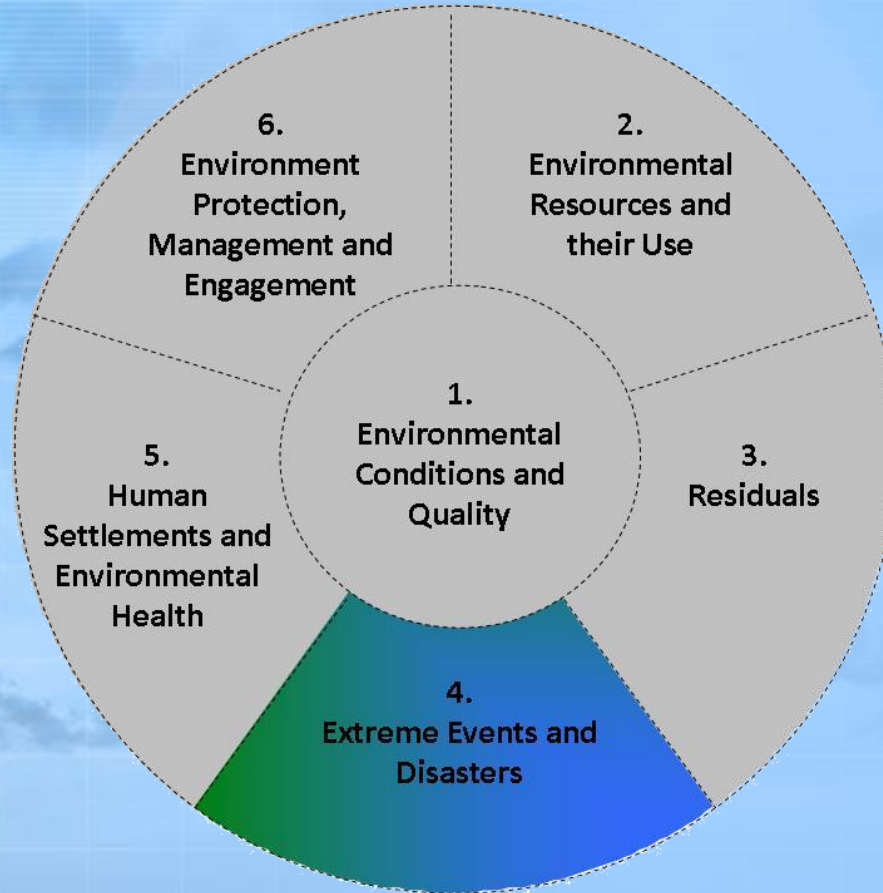 1.
Environmental
Conditions and
Quality
2.
Environmental
Resources and
their Use
3.
Residuals
4.
Extreme Events and
Disasters
5.
Human
Settlements and
Environmental
Health
6.
Environment
Protection,
Management and
Engagement